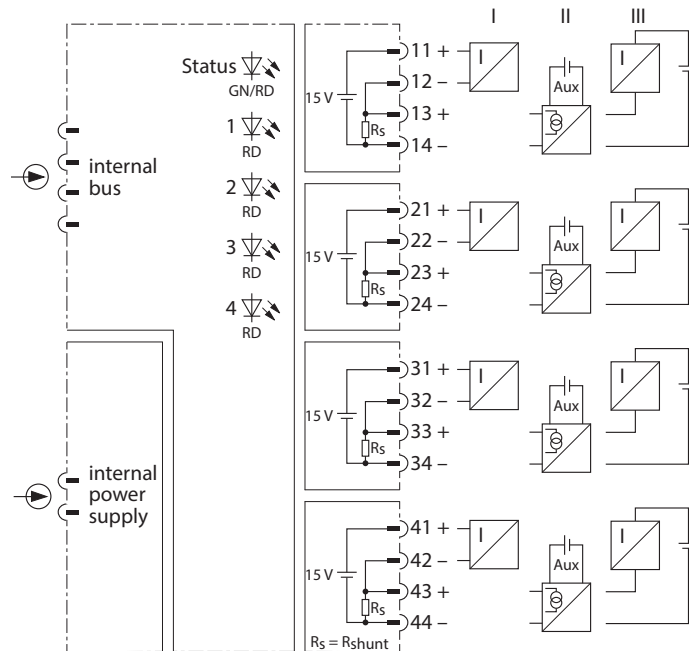 I II III
Status
GN/RD
1
RD
2
RD
3
RD
4
RD
internal
bus
internal
power
supply
15 V
Rs
11 +
12 –
13 +
14 –
I
Aux
I
15 V
Rs
21 +
22 –
23 +
24 –
I
Aux
I
15 V
Rs
31 +
32 –
33 +
34 –
I
Aux
I
15 V
Rs
41 +
42 –
43 +
44 –
I
Aux
I
Rs = Rshunt